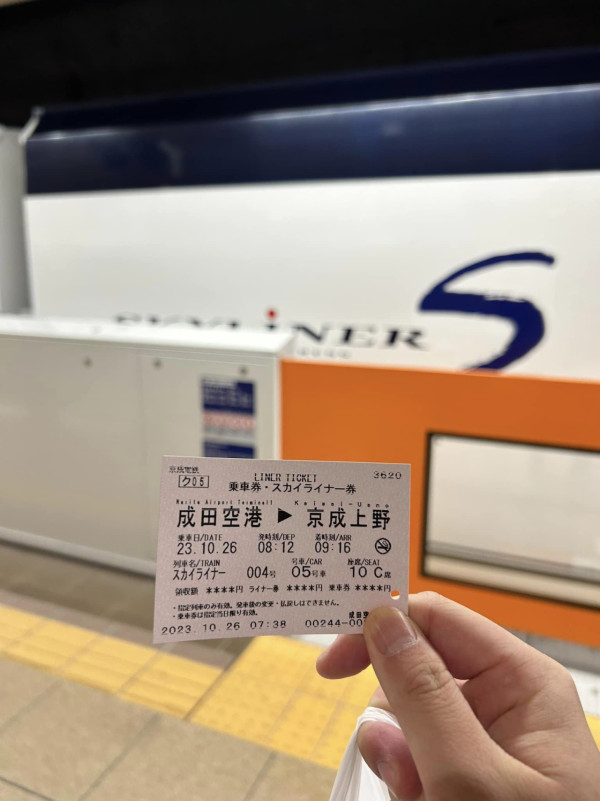 SKYLINER
S
京成電鉄
ク05
LINER TICKET
3620
乗車券・スカイライナー券
Narita Airport Terminal1 Keisei-Ueno
成田空港 ▶ 京成上野
乗車日/DATE 発時刻/DEP 着時刻/ARR
23.10.26 08:12 09:16
列車名/TRAIN 号車/CAR 座席/SEAT
スカイライナー 004号 05号車 10 C席
領収額 ****円 ライナー券 ****円 乗車券 ****円
・指定列車のみ有効。発車後の変更・払戻しはできません。
・乗車券は指定当日限り有効。
2023.10.26 07:38 00244-00